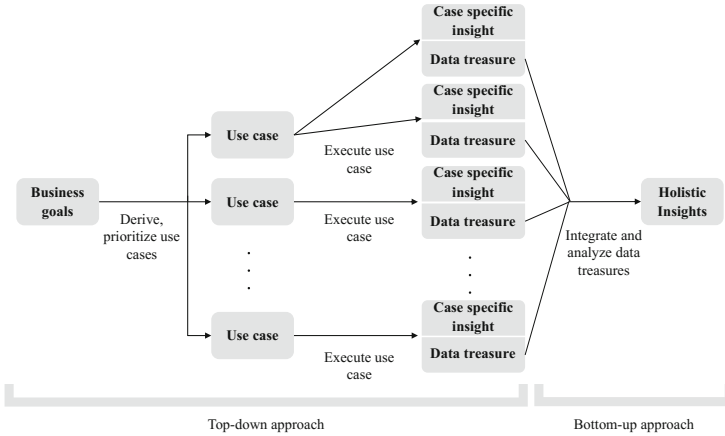 Case specific
insight
Data treasure
Case specific
insight
Use case
Data treasure
Execute use
case
Case specific
insight
Business
goals
Use case
Holistic
Insights
Data treasure
Derive,
prioritize use
cases
Execute use
case
Integrate and
analyze data
treasures
Case specific
insight
Use case
Data treasure
Execute use
case
Top-down approach
Bottom-up approach